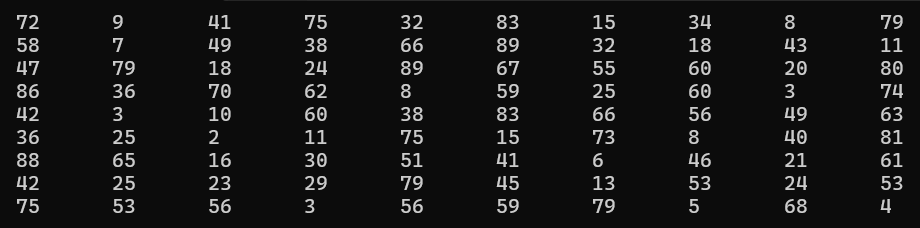 72 9 41 75 32 83 15 34 8 79
58 7 49 38 66 89 32 18 43 11
47 79 18 24 89 67 55 60 20 80
86 36 70 62 8 59 25 60 3 74
42 3 10 60 38 83 66 56 49 63
36 25 2 11 75 15 73 8 40 81
88 65 16 30 51 41 6 46 21 61
42 25 23 29 79 45 13 53 24 53
75 53 56 3 56 59 79 5 68 4